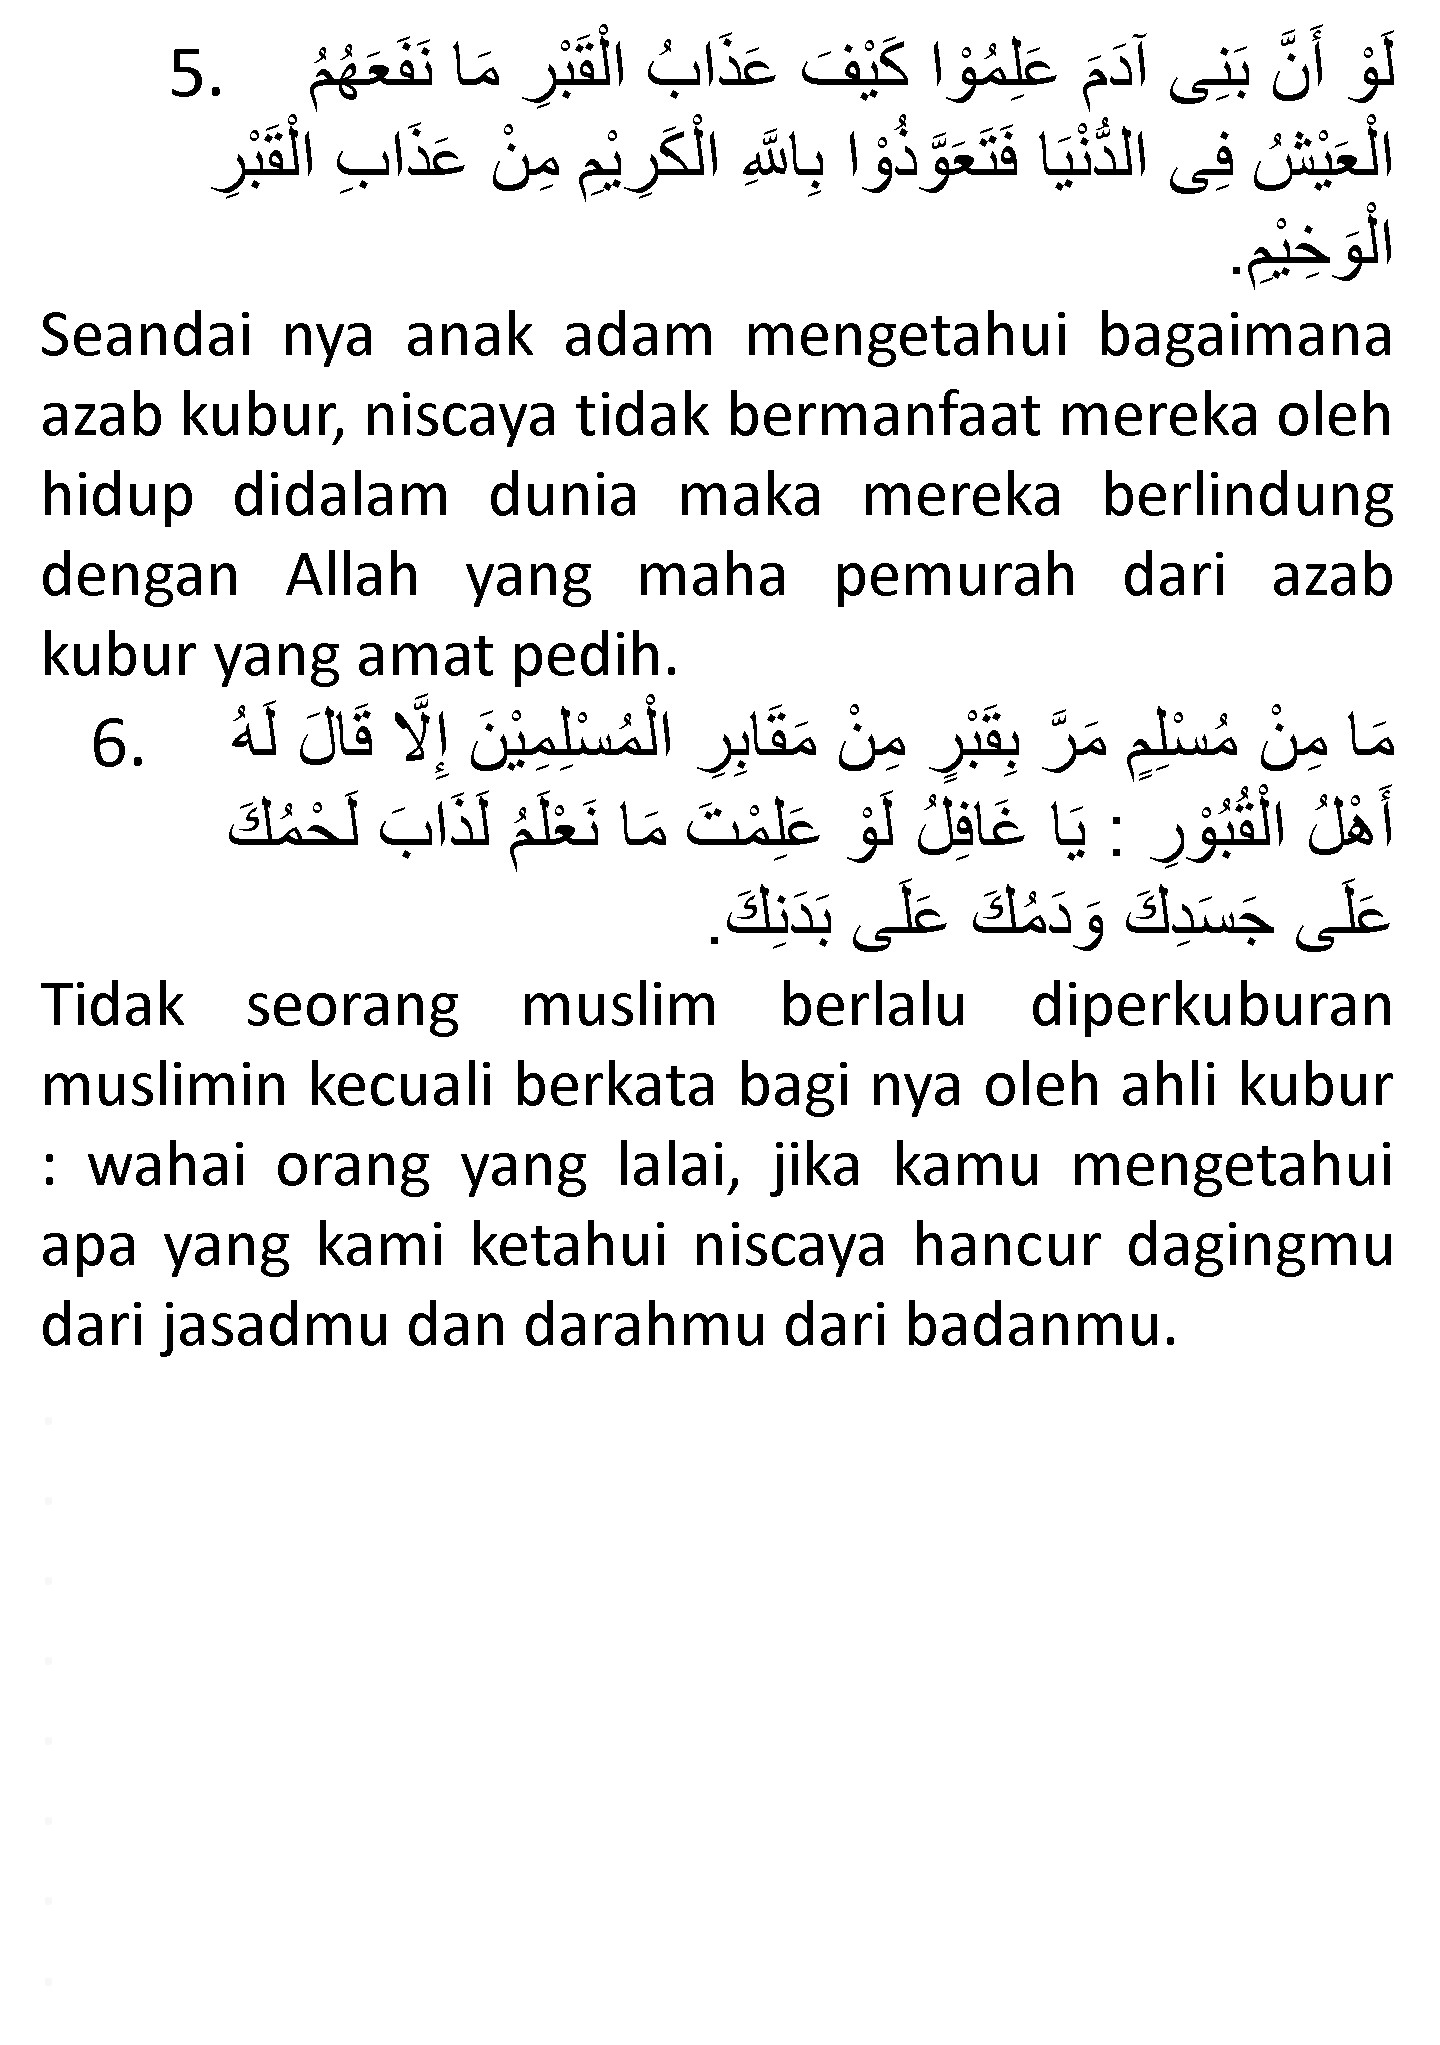 5. لَوْ أَنَّ بَنِى آدَمَ عَلِمُوْا كَيْفَ عَذَابُ الْقَبْرِ مَا نَفَعَهُمُ
الْعَيْشُ فِى الدُّنْيَا فَتَعَوَّذُوْا بِاللَّهِ الْكَرِيْمِ مِنْ عَذَابِ الْقَبْرِ
الْوَخِيْمِ.
Seandai nya anak adam mengetahui bagaimana
azab kubur, niscaya tidak bermanfaat mereka oleh
hidup didalam dunia maka mereka berlindung
dengan Allah yang maha pemurah dari azab
kubur yang amat pedih.
6. مَا مِنْ مُسْلِمٍ مَرَّ بِقَبْرٍ مِنْ مَقَابِرِ الْمُسْلِمِيْنَ إِلَّا قَالَ لَهُ
أَهْلُ الْقُبُوْرِ : يَا غَافِلُ لَوْ عَلِمْتَ مَا نَعْلَمُ لَذَابَ لَحْمُكَ
عَلَى جَسَدِكَ وَدَمُكَ عَلَى بَدَنِكَ.
Tidak seorang muslim berlalu diperkuburan
muslimin kecuali berkata bagi nya oleh ahli kubur
: wahai orang yang lalai, jika kamu mengetahui
apa yang kami ketahui niscaya hancur dagingmu
dari jasadmu dan darahmu dari badanmu.